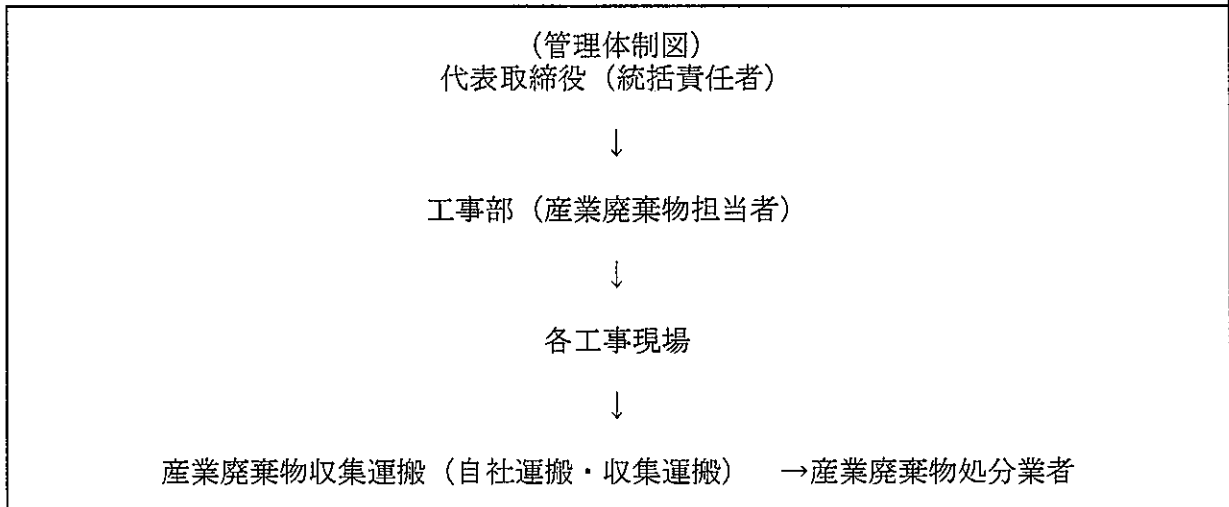 (管理体制図)
代表取締役（統括責任者）
↓
工事部（産業廃棄物担当者）
↓
各工事現場
↓
産業廃棄物収集運搬（自社運搬・収集運搬）　→産業廃棄物処分業者